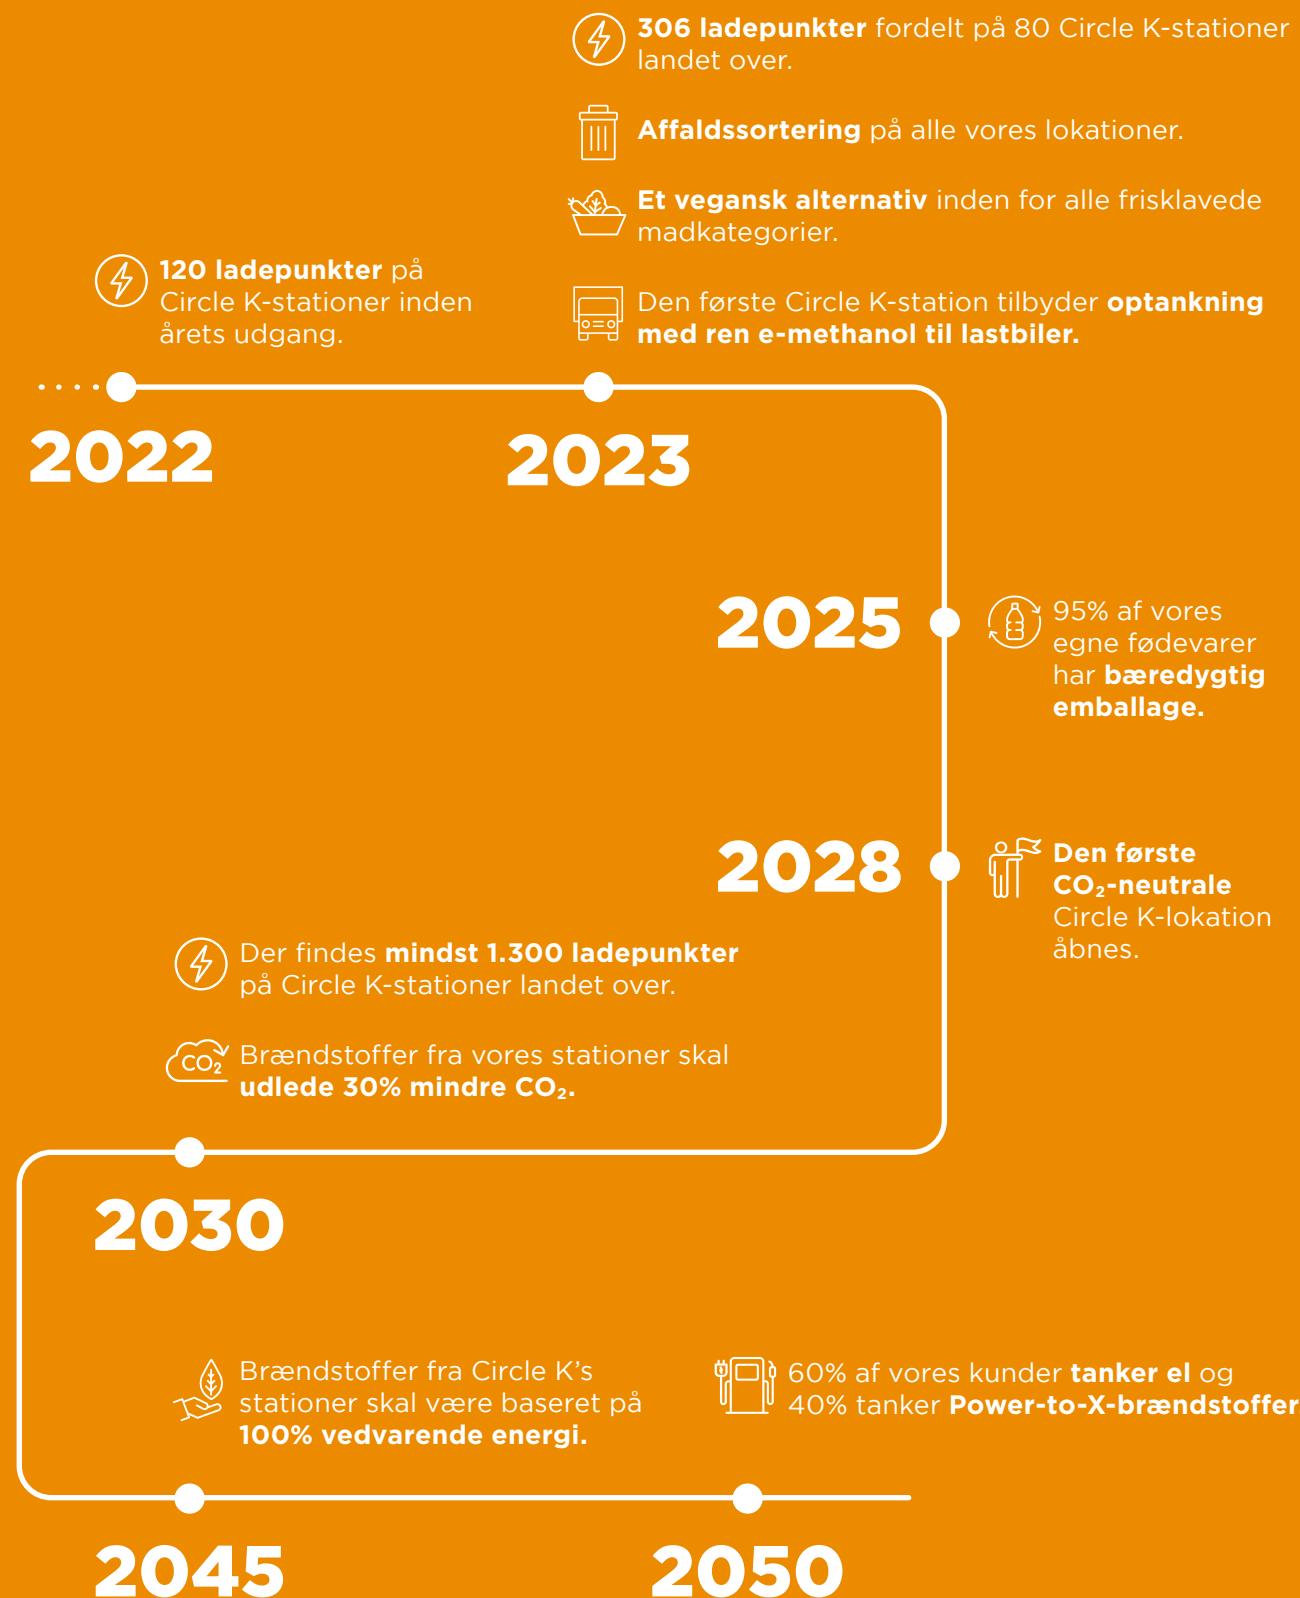 120 ladepunkter på
Circle K-stationer inden
årets udgang.
2022
306 ladepunkter fordelt på 80 Circle K-stationer
landet over.
Affaldssortering på alle vores lokationer.
Et vegansk alternativ inden for alle frisklavede
madkategorier.
Den første Circle K-station tilbyder optankning
med ren e-methanol til lastbiler.
2023
2025
95% af vores
egne fødevarer
har bæredygtig
emballage.
2028
Den første
CO₂-neutrale
Circle K-lokation
åbnes.
Der findes mindst 1.300 ladepunkter
på Circle K-stationer landet over.
CO₂
Brændstoffer fra vores stationer skal
udlede 30% mindre CO₂.
2030
Brændstoffer fra Circle K’s
stationer skal være baseret på
100% vedvarende energi.
2045
60% af vores kunder tanker el og
40% tanker Power-to-X-brændstoffer
2050